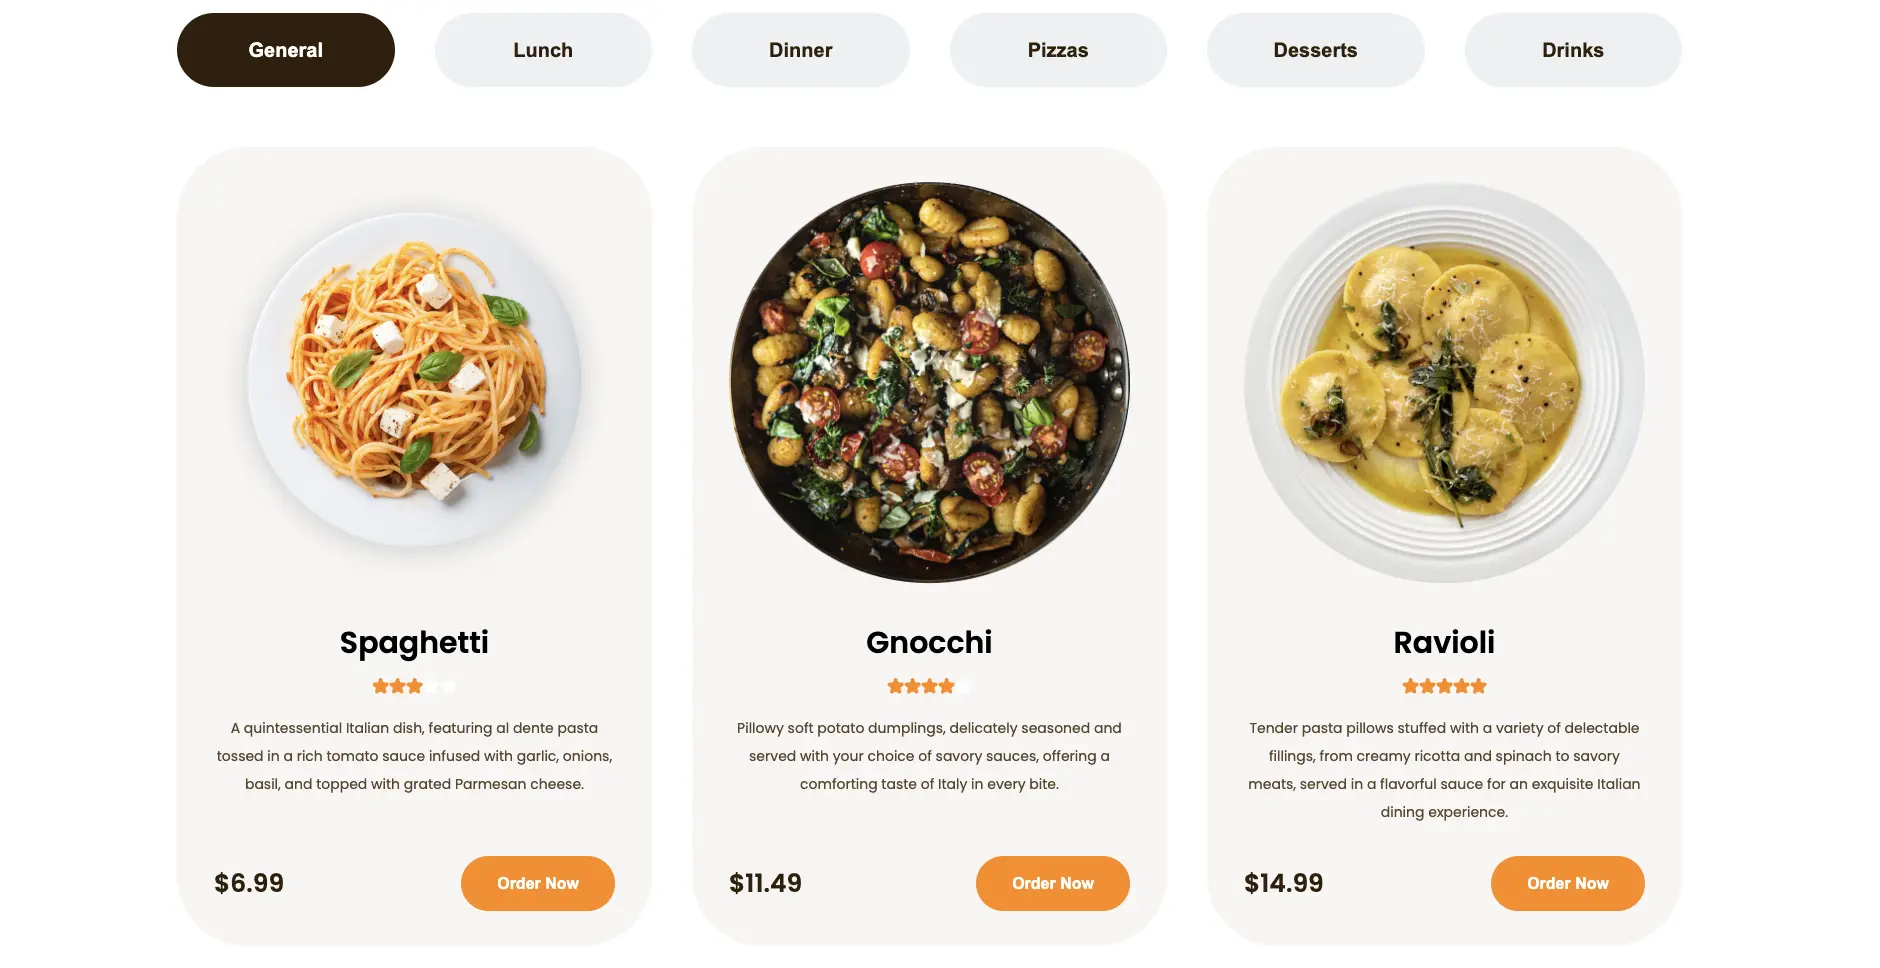 General
Lunch
Dinner
Pizzas
Desserts
Drinks
Spaghetti
A quintessential Italian dish, featuring al dente pasta
tossed in a rich tomato sauce infused with garlic, onions,
basil, and topped with grated Parmesan cheese.
$6.99
Order Now
Gnocchi
Pillowy soft potato dumplings, delicately seasoned and
served with your choice of savory sauces, offering a
comforting taste of Italy in every bite.
$11.49
Order Now
Ravioli
Tender pasta pillows stuffed with a variety of delectable
fillings, from creamy ricotta and spinach to savory
meats, served in a flavorful sauce for an exquisite Italian
dining experience.
$14.99
Order Now